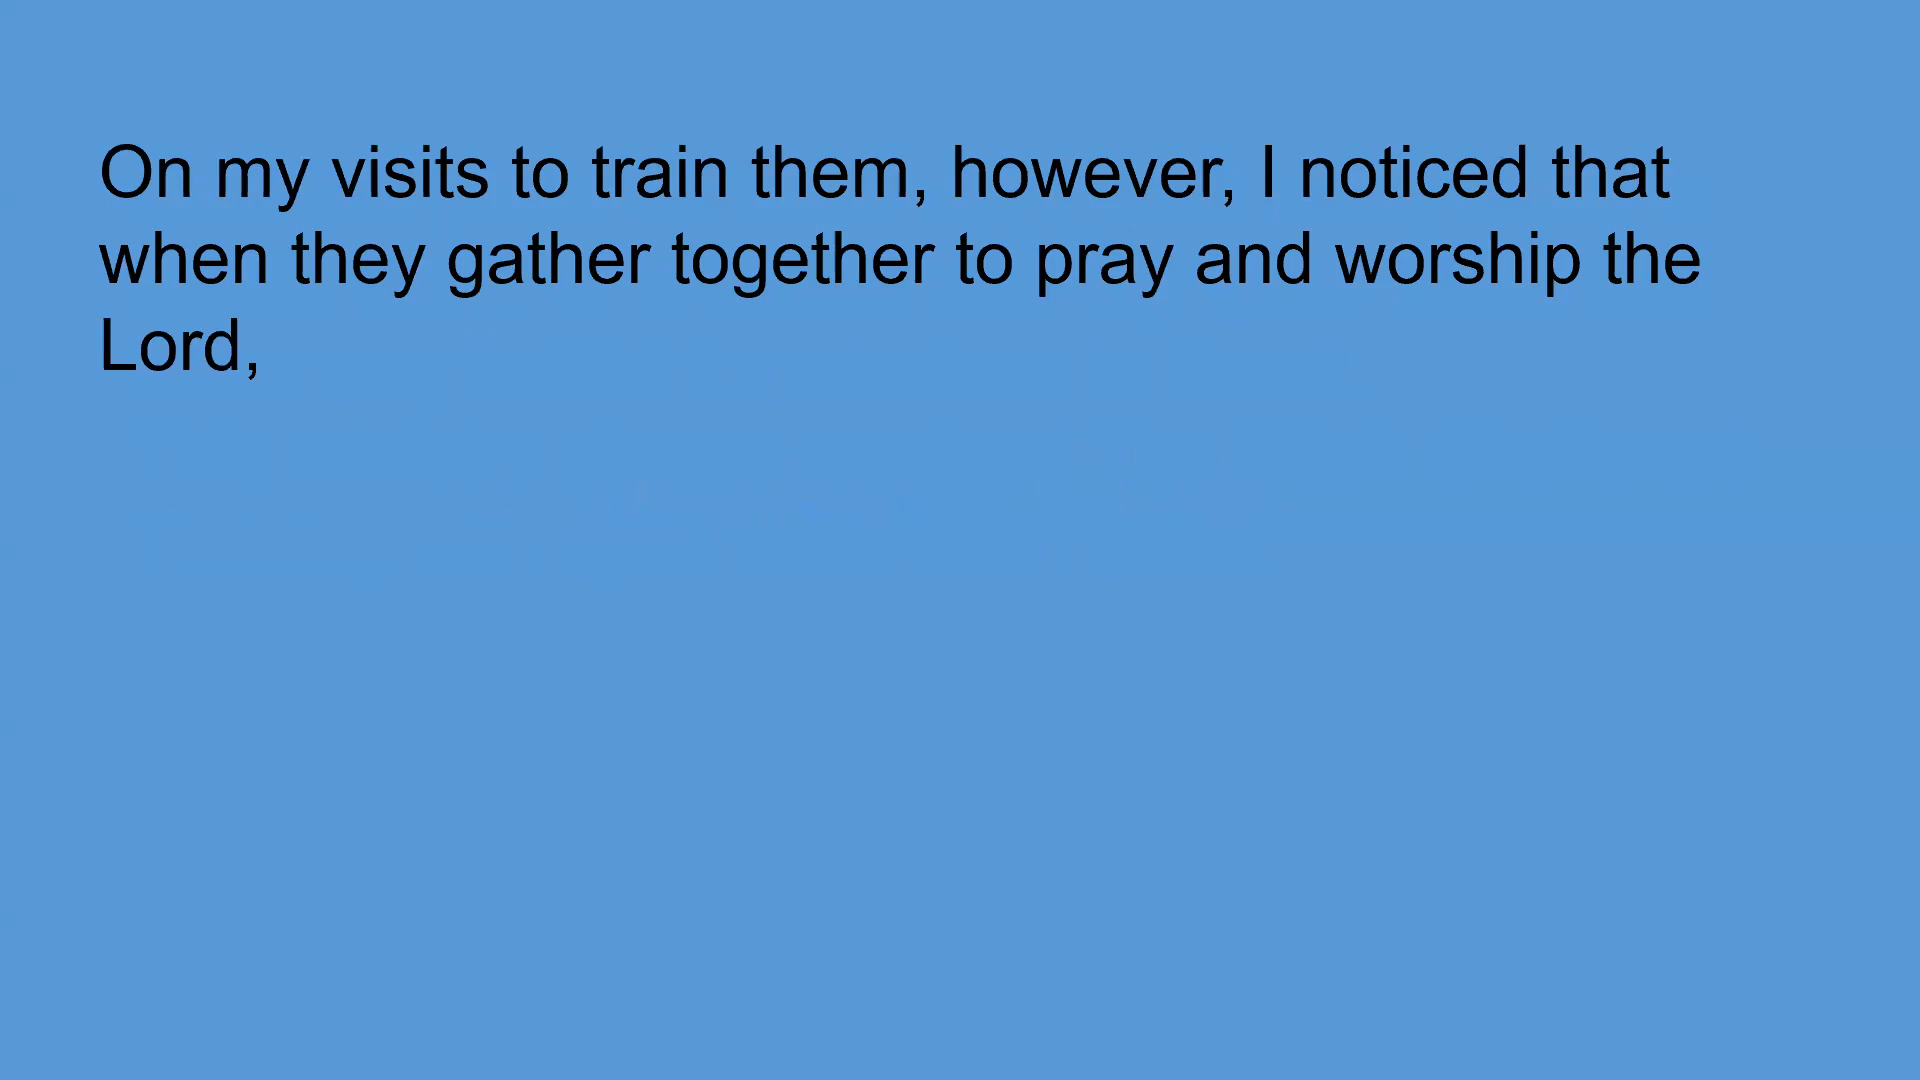 On my visits to train them, however, I noticed that
when they gather together to pray and worship the
Lord,